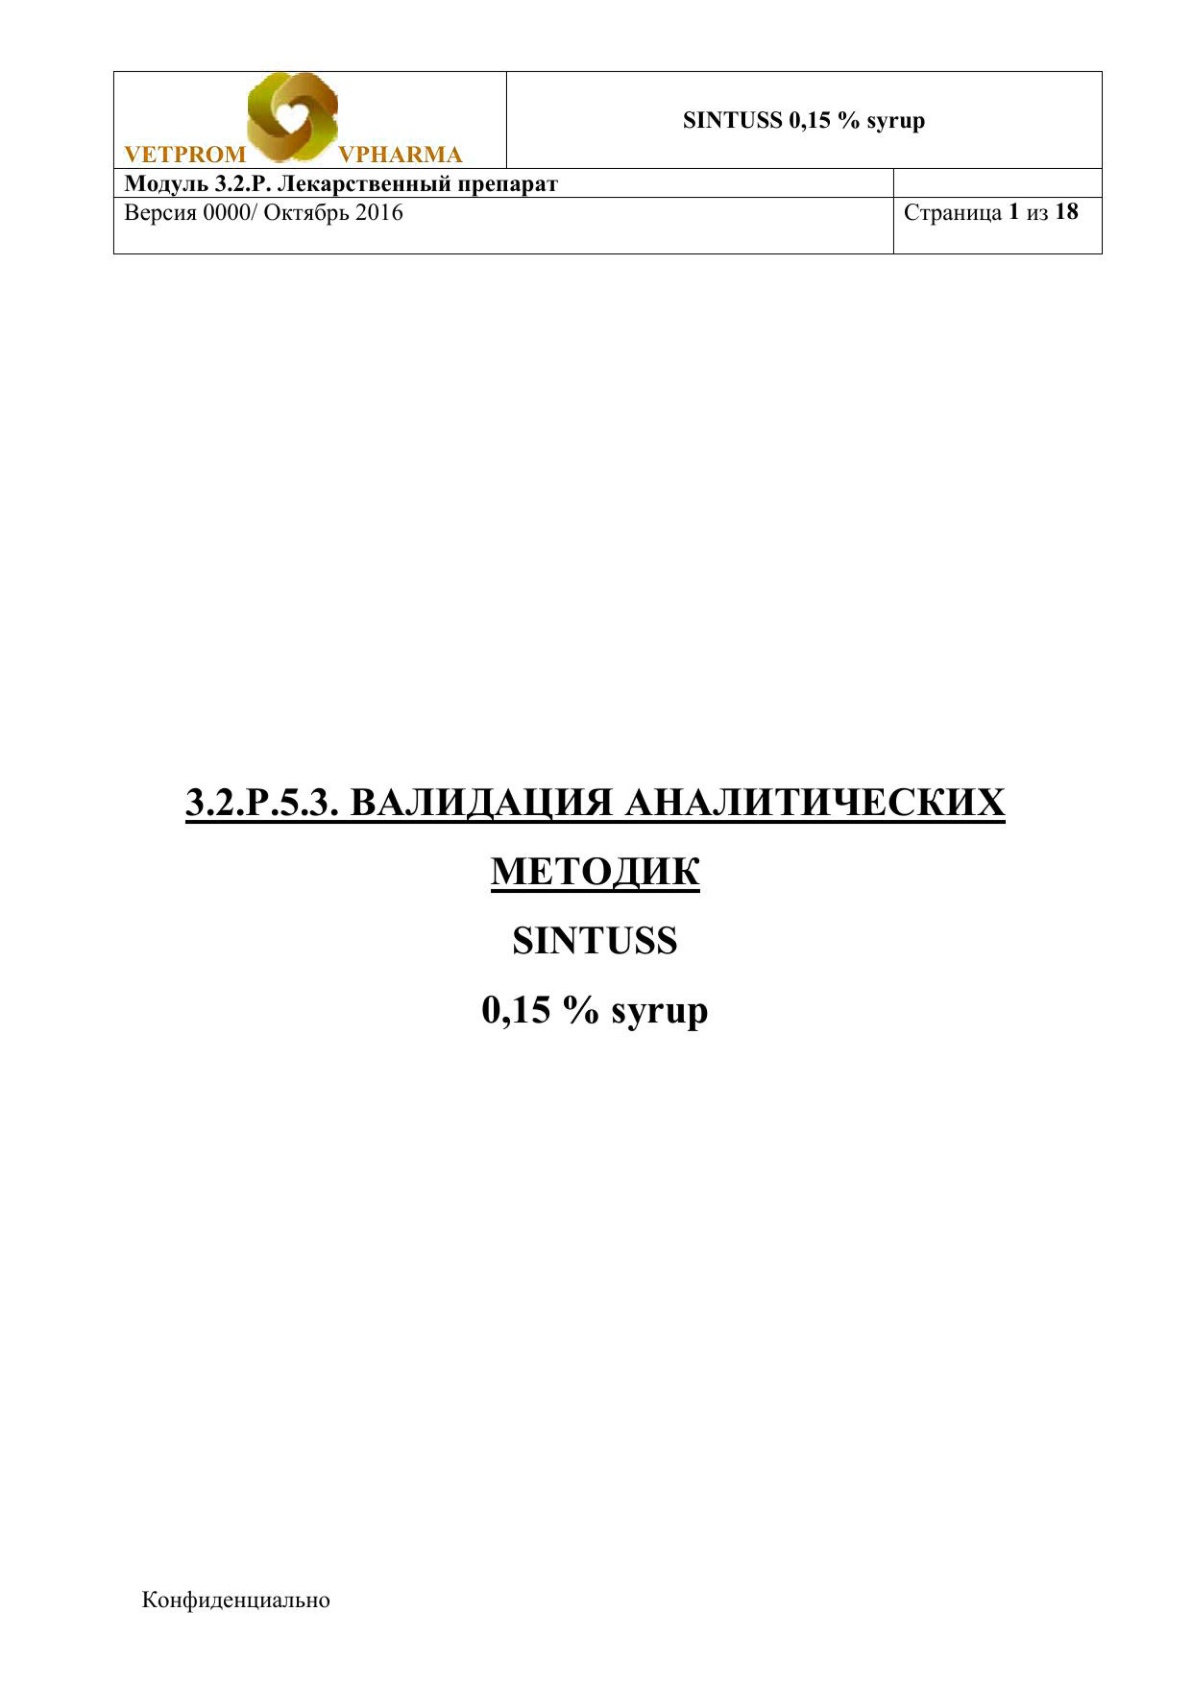 VETPROM VPHARMA
SINTUSS 0,15 % syrup
Модуль 3.2.Р. Лекарственный препарат
Версия 0000/ Октябрь 2016
Страница 1 из 18
3.2.Р.5.3. ВАЛИДАЦИЯ АНАЛИТИЧЕСКИХ
МЕТОДИК
SINTUSS
0,15 % syrup
Конфиденциально